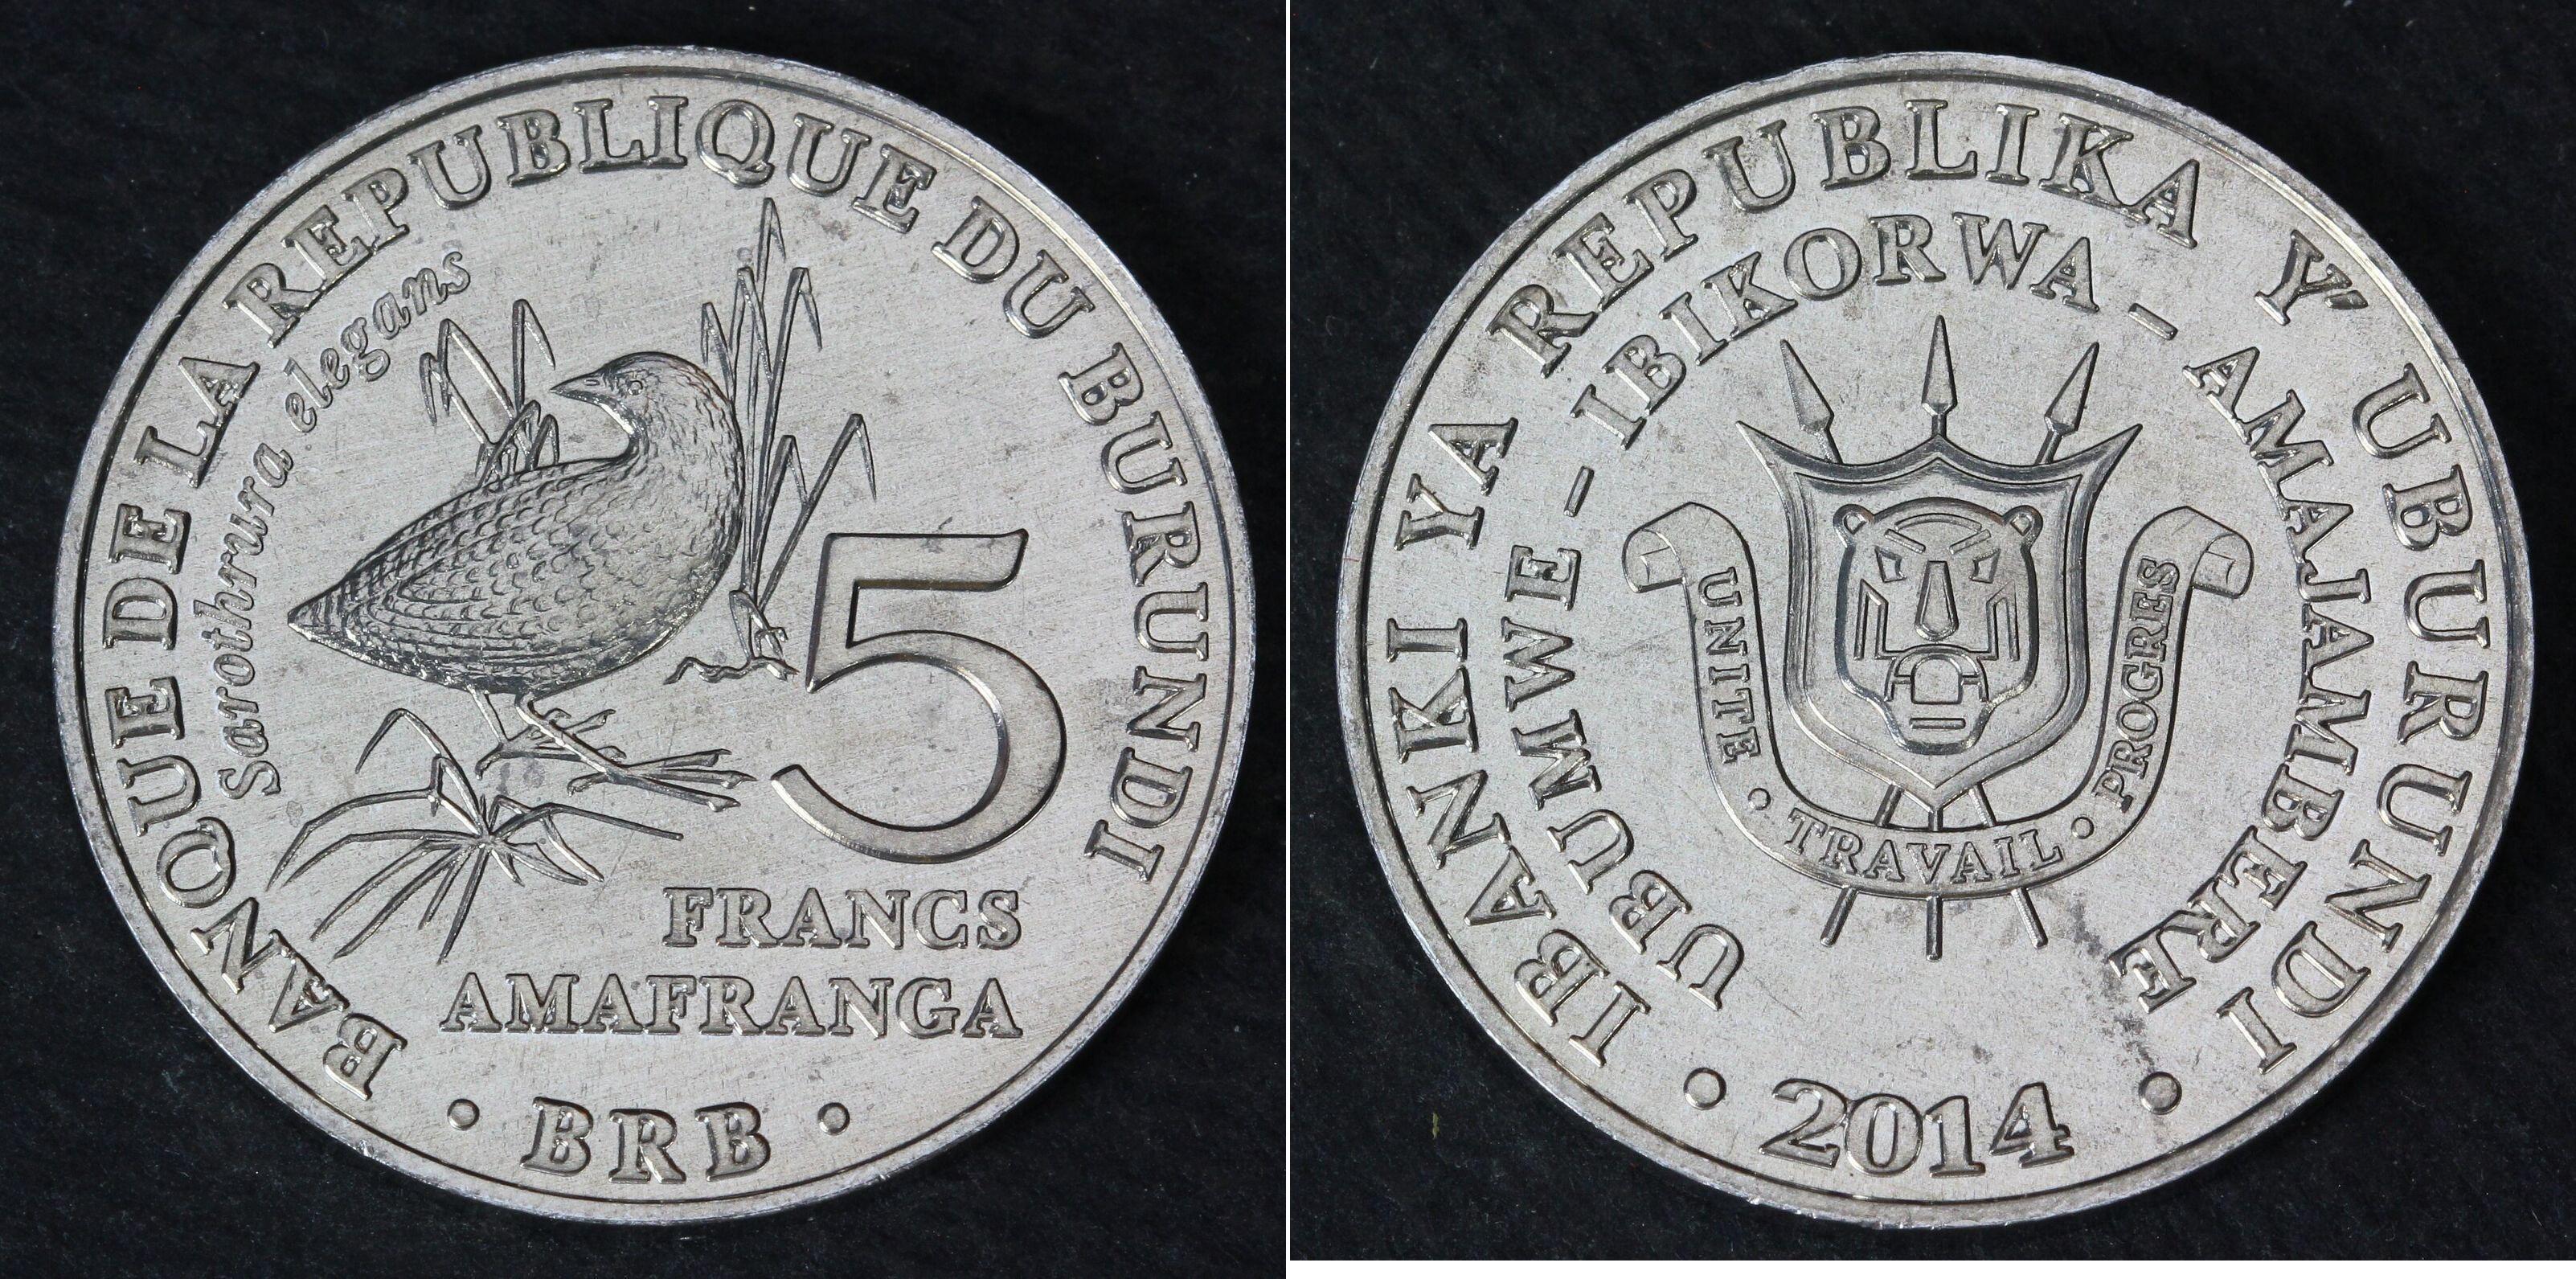 BANQUE DE LA REPUBLIQUE DU BURUNDI
Sarothrura elegans
5
FRANCS
AMAFRANGA
• BRB •
IBANKI YA REPUBLIKA Y' UBURUNDI
UBUMWE - IBIKORWA - AMAJAMBERE
UNITE • TRAVAIL • PROGRES
• 2014 •